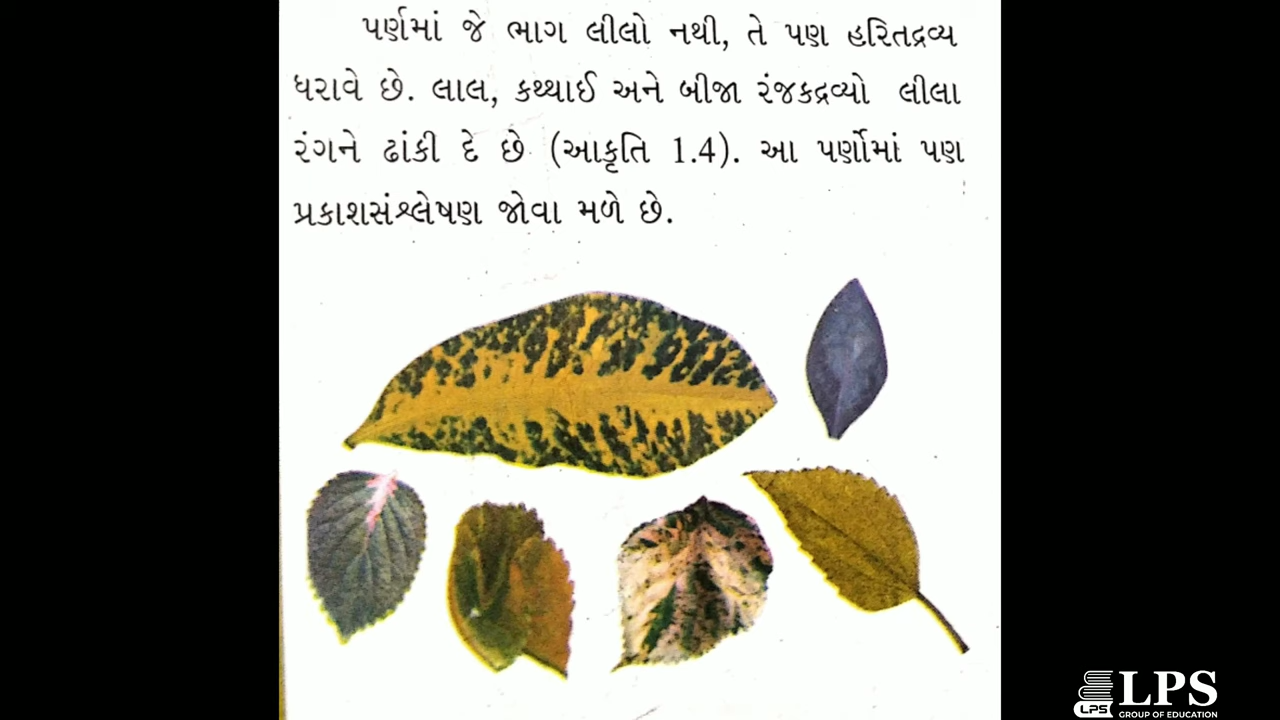 પર્ણમાં જે ભાગ લીલો નથી, તે પણ હરિતદ્રવ્ય
ધરાવે છે. લાલ, કથ્થાઈ અને બીજા રંજકદ્રવ્યો લીલા
રંગને ઢાંકી દે છે (આકૃતિ 1.4). આ પર્ણોમાં પણ
પ્રકાશસંશ્લેષણ જોવા મળે છે.
LPS
LPS
GROUP OF EDUCATION